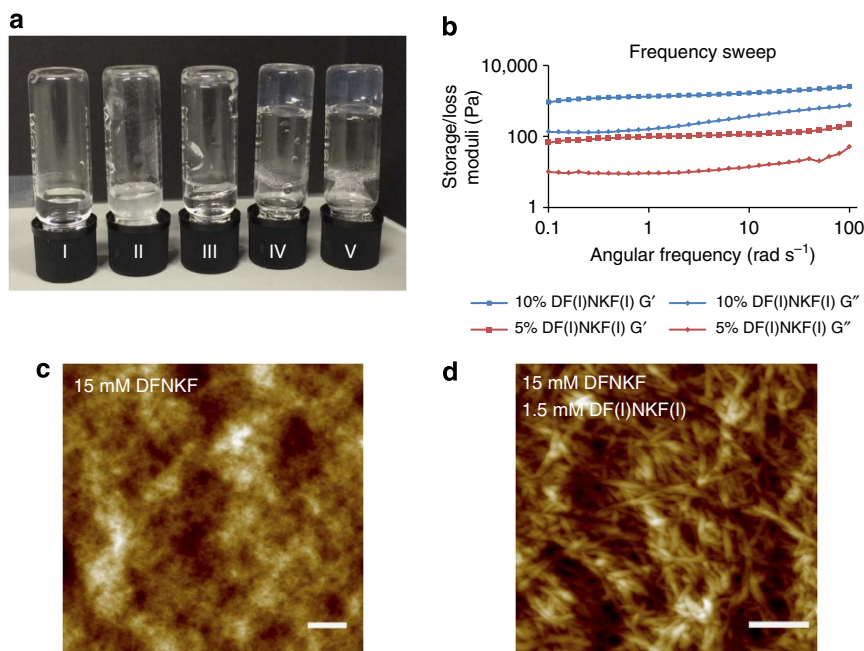 a
I II III IV V
b
Frequency sweep
10,000
100
1
0.1 1 10 100
Storage/loss
moduli (Pa)
Angular frequency (rad s⁻¹)
10% DF(I)NKF(I) G′ 10% DF(I)NKF(I) G″
5% DF(I)NKF(I) G′ 5% DF(I)NKF(I) G″
c
15 mM DFNKF
d
15 mM DFNKF
1.5 mM DF(I)NKF(I)